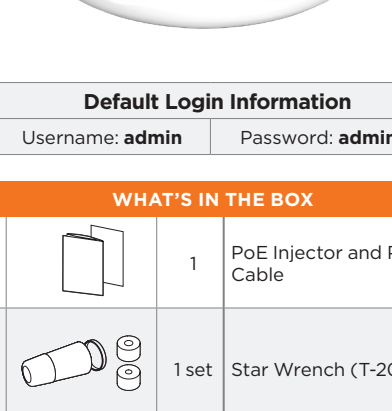 Default Login Information
Username: admin
Password:
WHAT'S IN THE BOX
1
PoE Injector and
Cable
1 set
Star Wrench